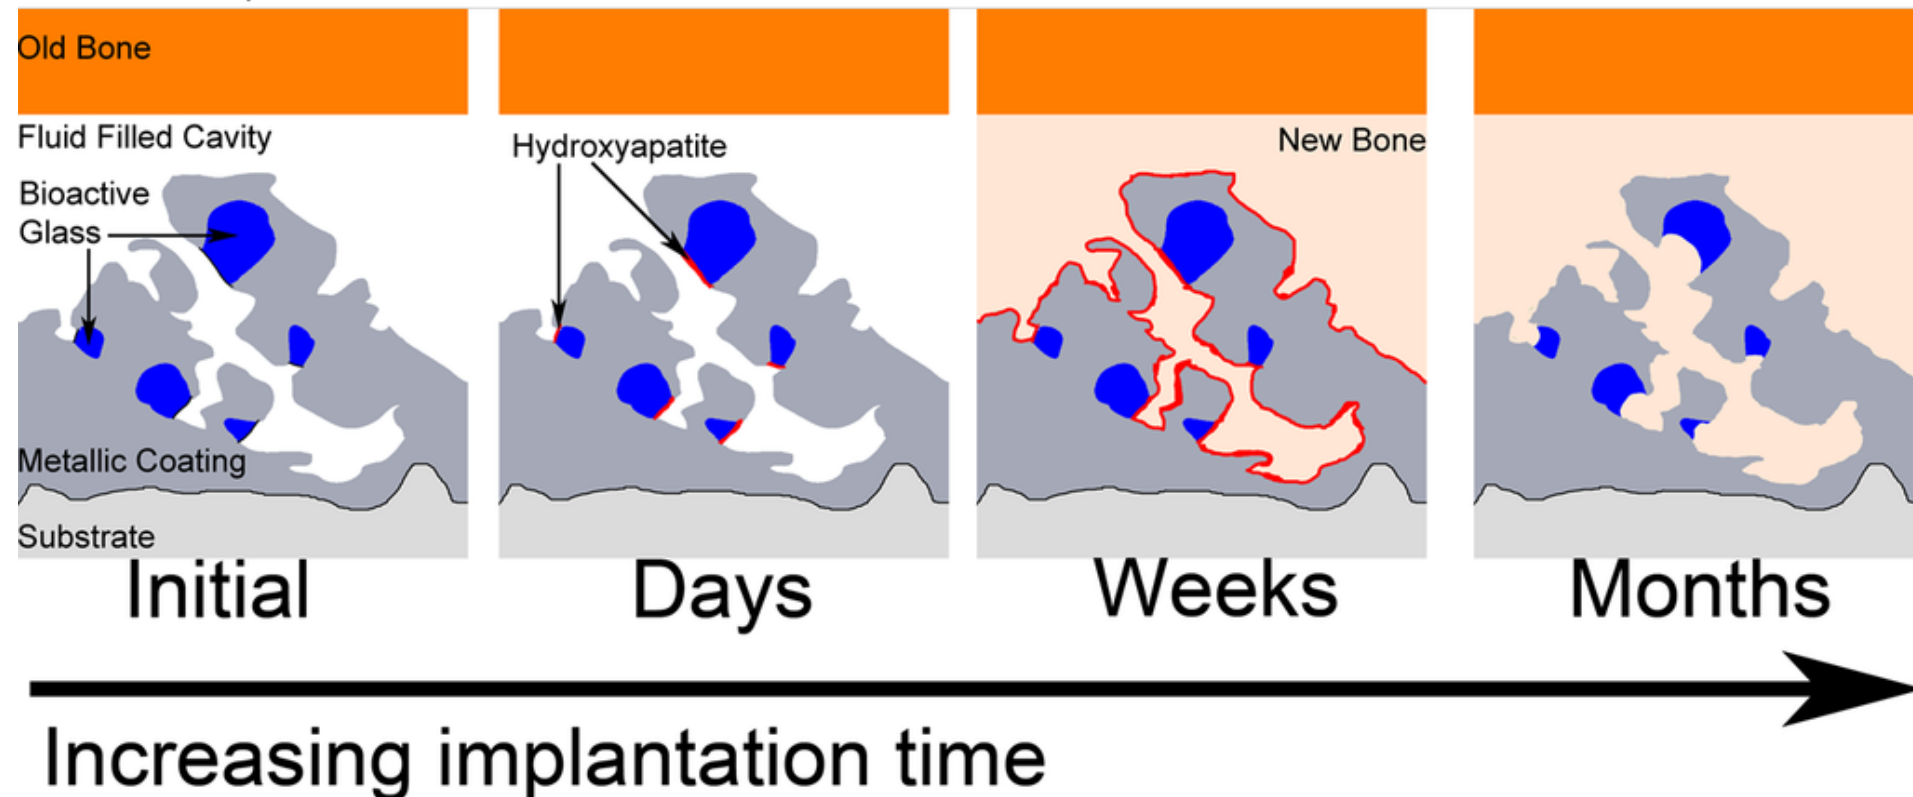 Old Bone
Fluid Filled Cavity
Bioactive
Glass
Metallic Coating
Substrate
Hydroxyapatite
New Bone
Initial
Days
Weeks
Months
Increasing implantation time